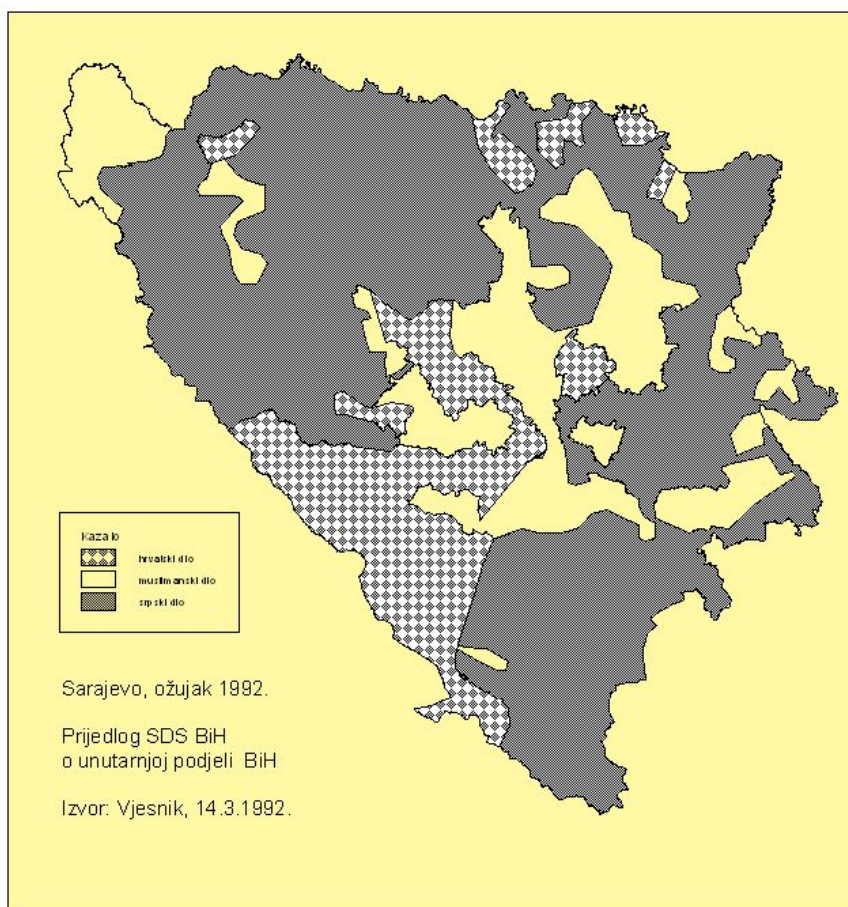 Kazalo
hrvatski dio
muslimanski dio
srpski dio
Sarajevo, ožujak 1992.
Prijedlog SDS BiH
o unutarnjoj podjeli BiH
Izvor: Vjesnik, 14.3.1992.